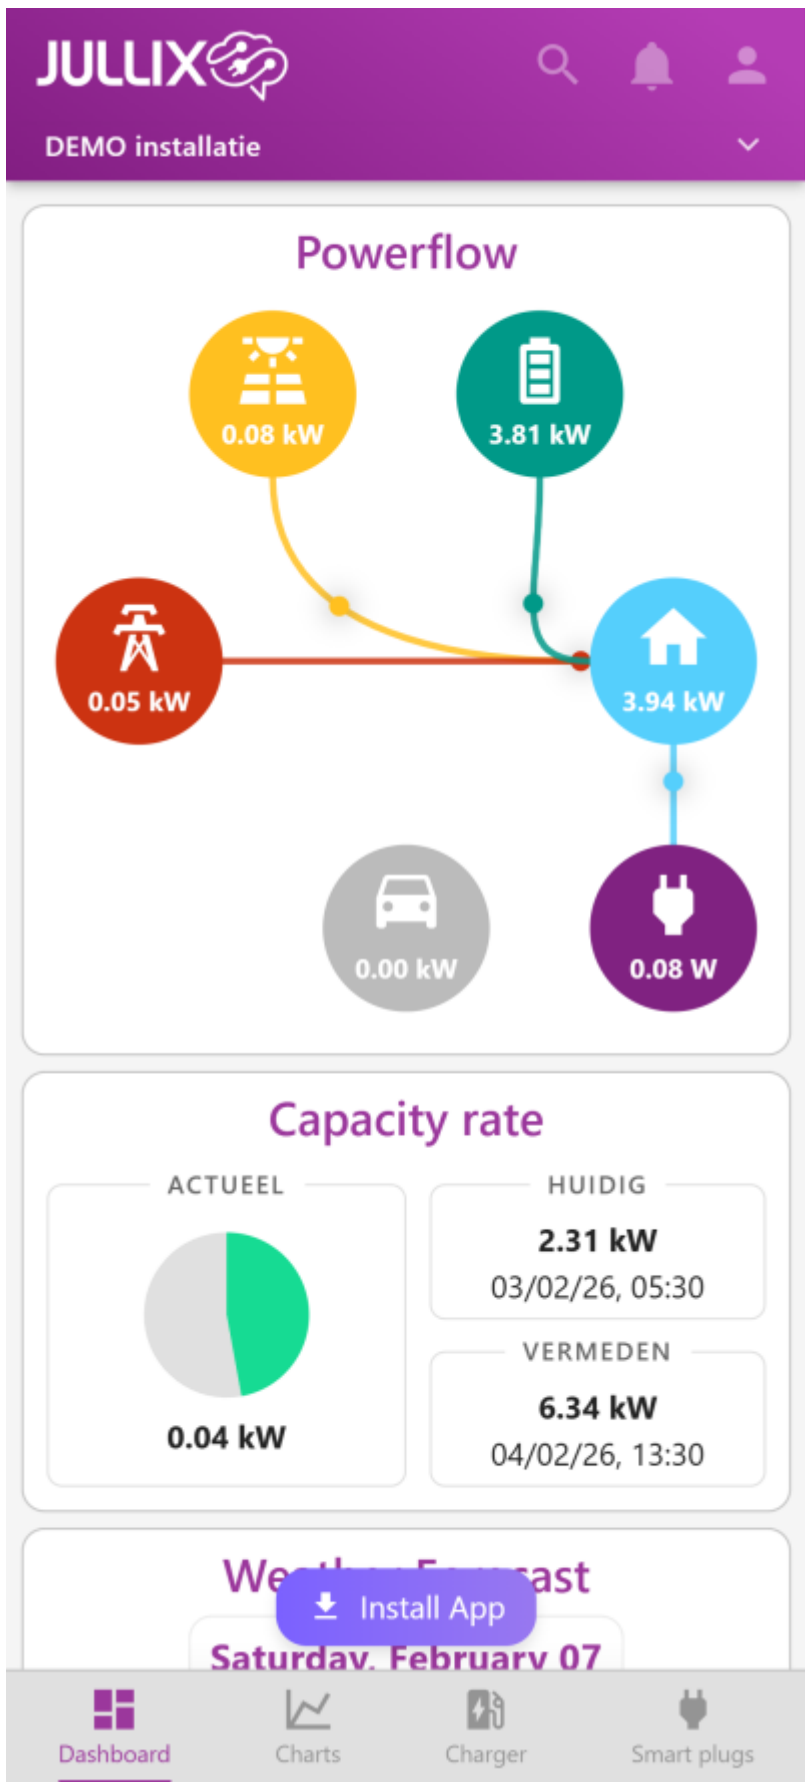 JULLIX
DEMO installatie
Powerflow
0.08 kW
3.81 kW
0.05 kW
3.94 kW
0.00 kW
0.08 W
Capacity rate
ACTUEEL
0.04 kW
HUIDIG
2.31 kW
03/02/26, 05:30
VERMEDEN
6.34 kW
04/02/26, 13:30
Weather Forecast
Install App
Saturday, February 07
Dashboard
Charts
Charger
Smart plugs